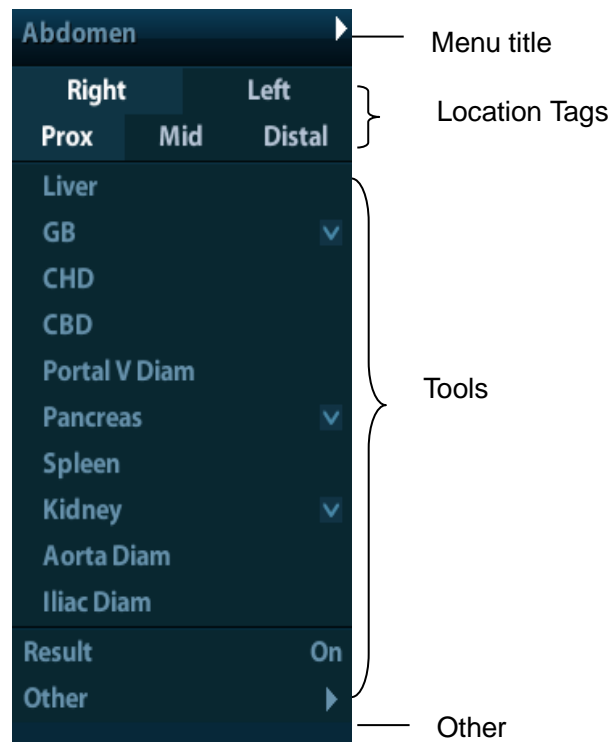 Abdomen
Menu title
Right Left
Location Tags
Prox Mid Distal
Liver
GB
CHD
CBD
Portal V Diam
Tools
Pancreas
Spleen
Kidney
Aorta Diam
Iliac Diam
Result On
Other
Other